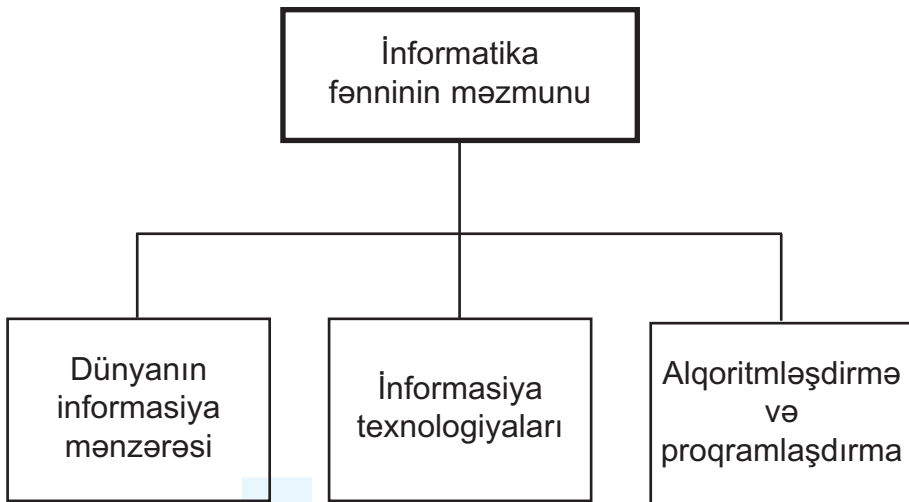 İnformatika
fənninin məzmunu
Dünyanın
informasiya
mənzərəsi
İnformasiya
texnologiyaları
Alqoritmləşdirmə
və
proqramlaşdırma